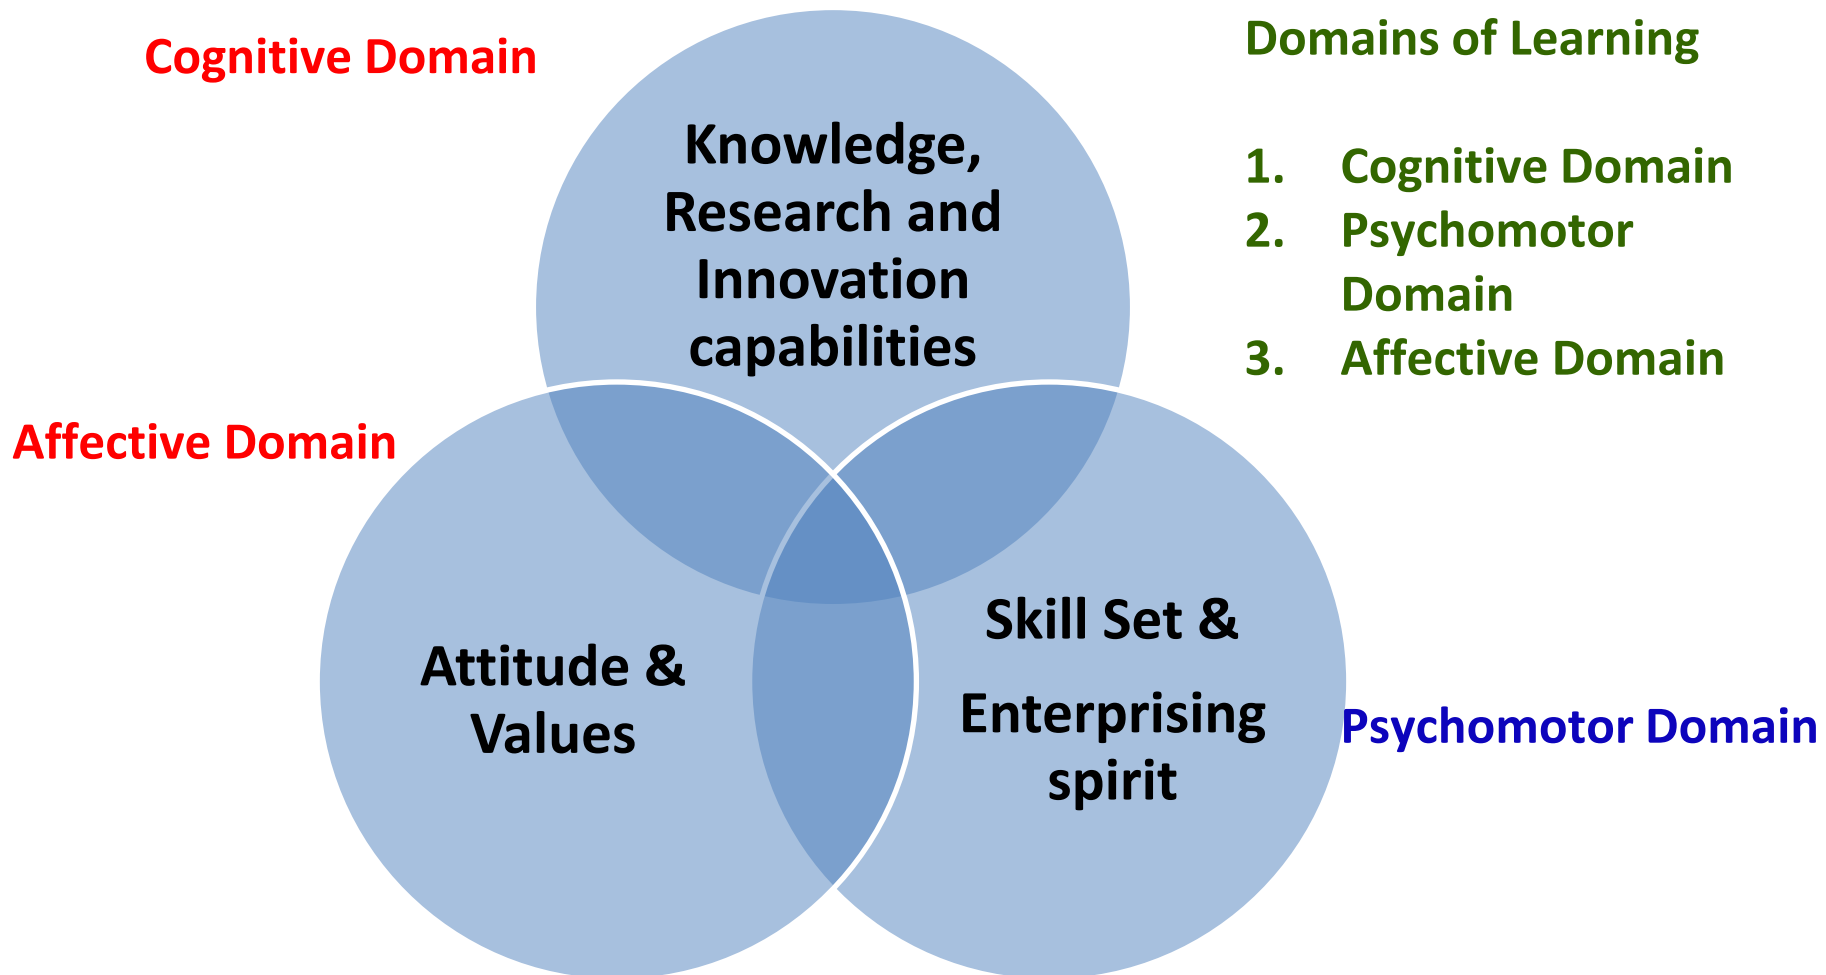 Cognitive Domain
Domains of Learning
Knowledge,
Research and
Innovation
capabilities
1. Cognitive Domain
2. Psychomotor
Domain
3. Affective Domain
Affective Domain
Attitude &
Values
Skill Set &
Enterprising
spirit
Psychomotor Domain